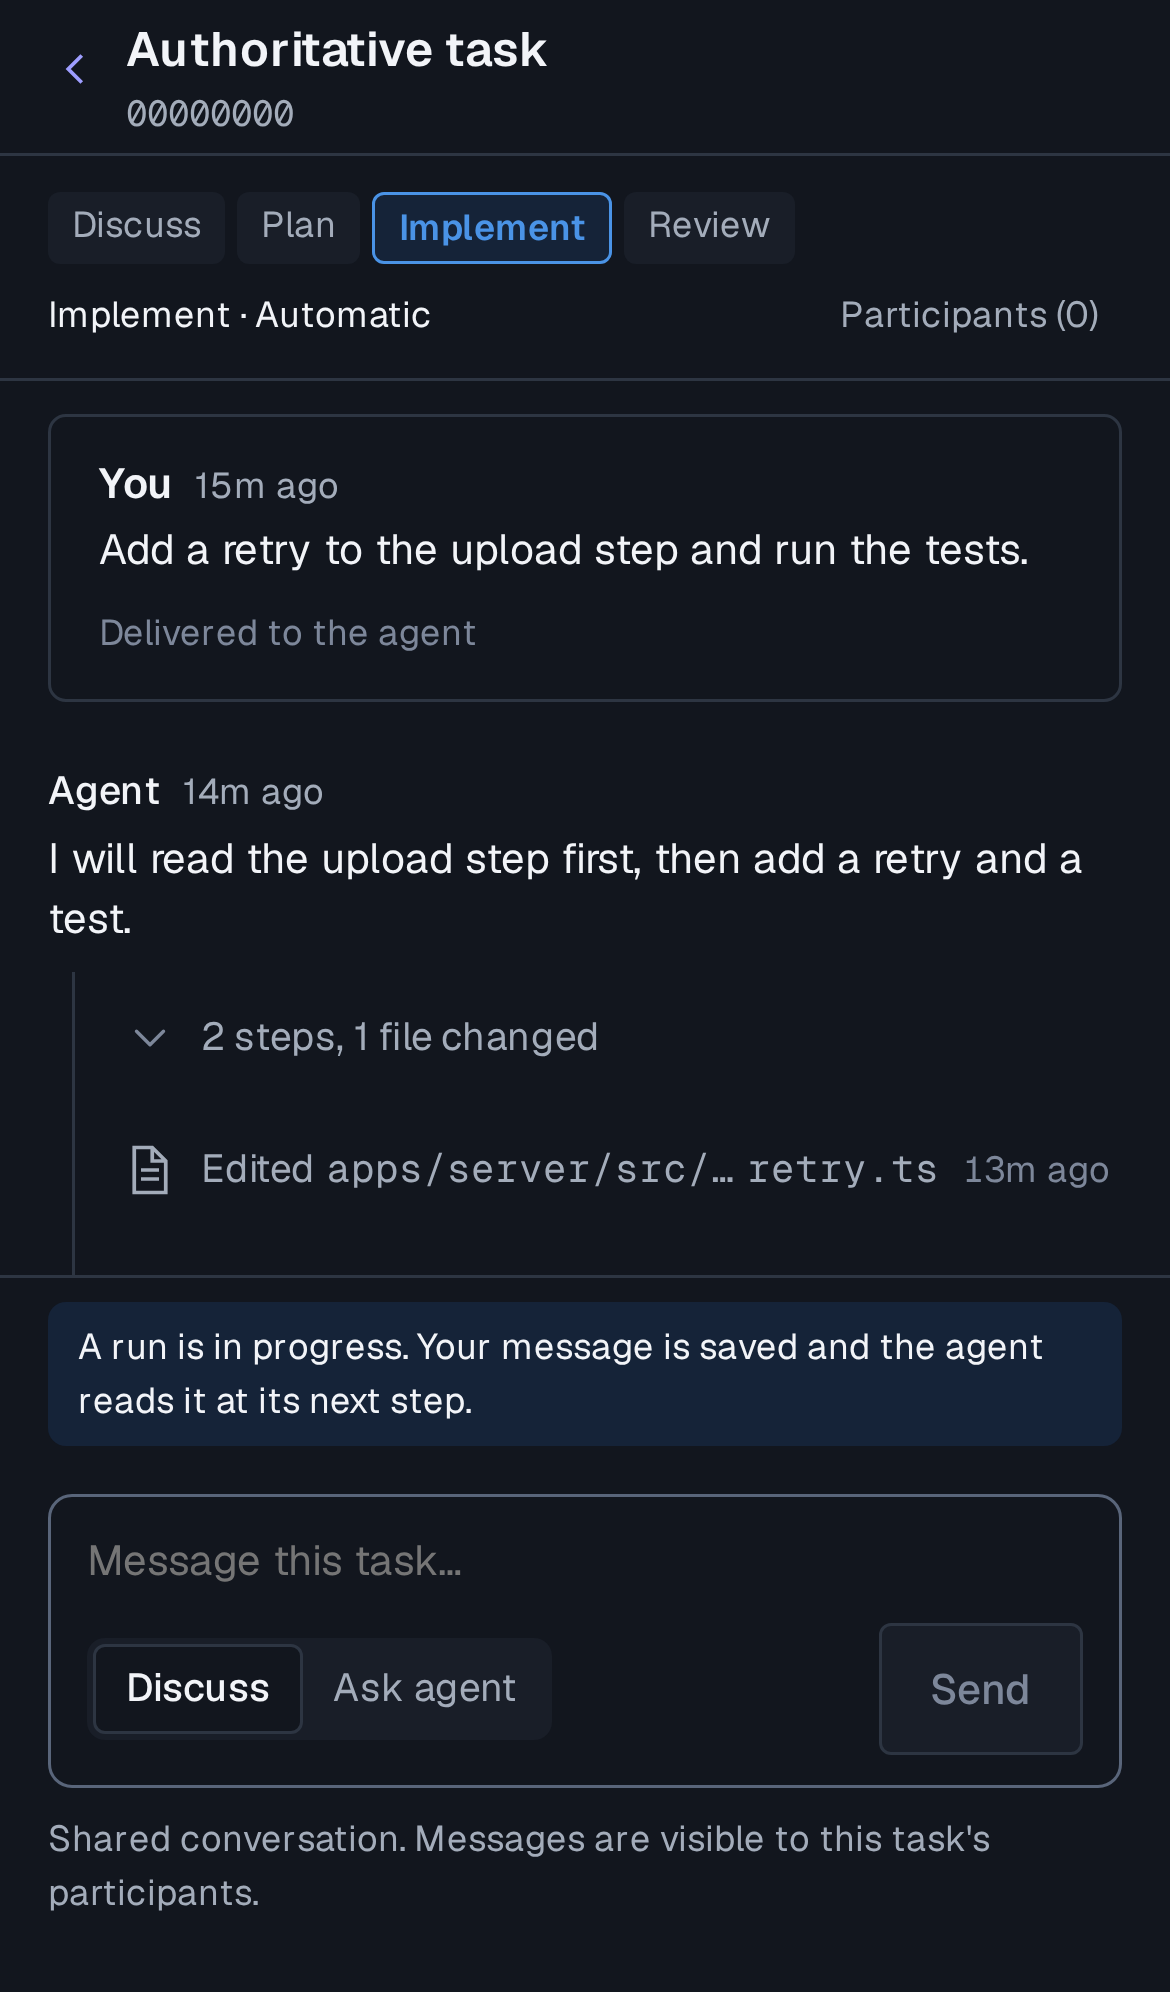 Authoritative task
00000000
Discuss
Plan
Implement
Review
Implement · Automatic
Participants (0)
You 15m ago
Add a retry to the upload step and run the tests.
Delivered to the agent
Agent 14m ago
I will read the upload step first, then add a retry and a
test.
2 steps, 1 file changed
Edited apps/server/src/… retry.ts 13m ago
A run is in progress. Your message is saved and the agent
reads it at its next step.
Message this task…
Discuss
Ask agent
Send
Shared conversation. Messages are visible to this task's
participants.